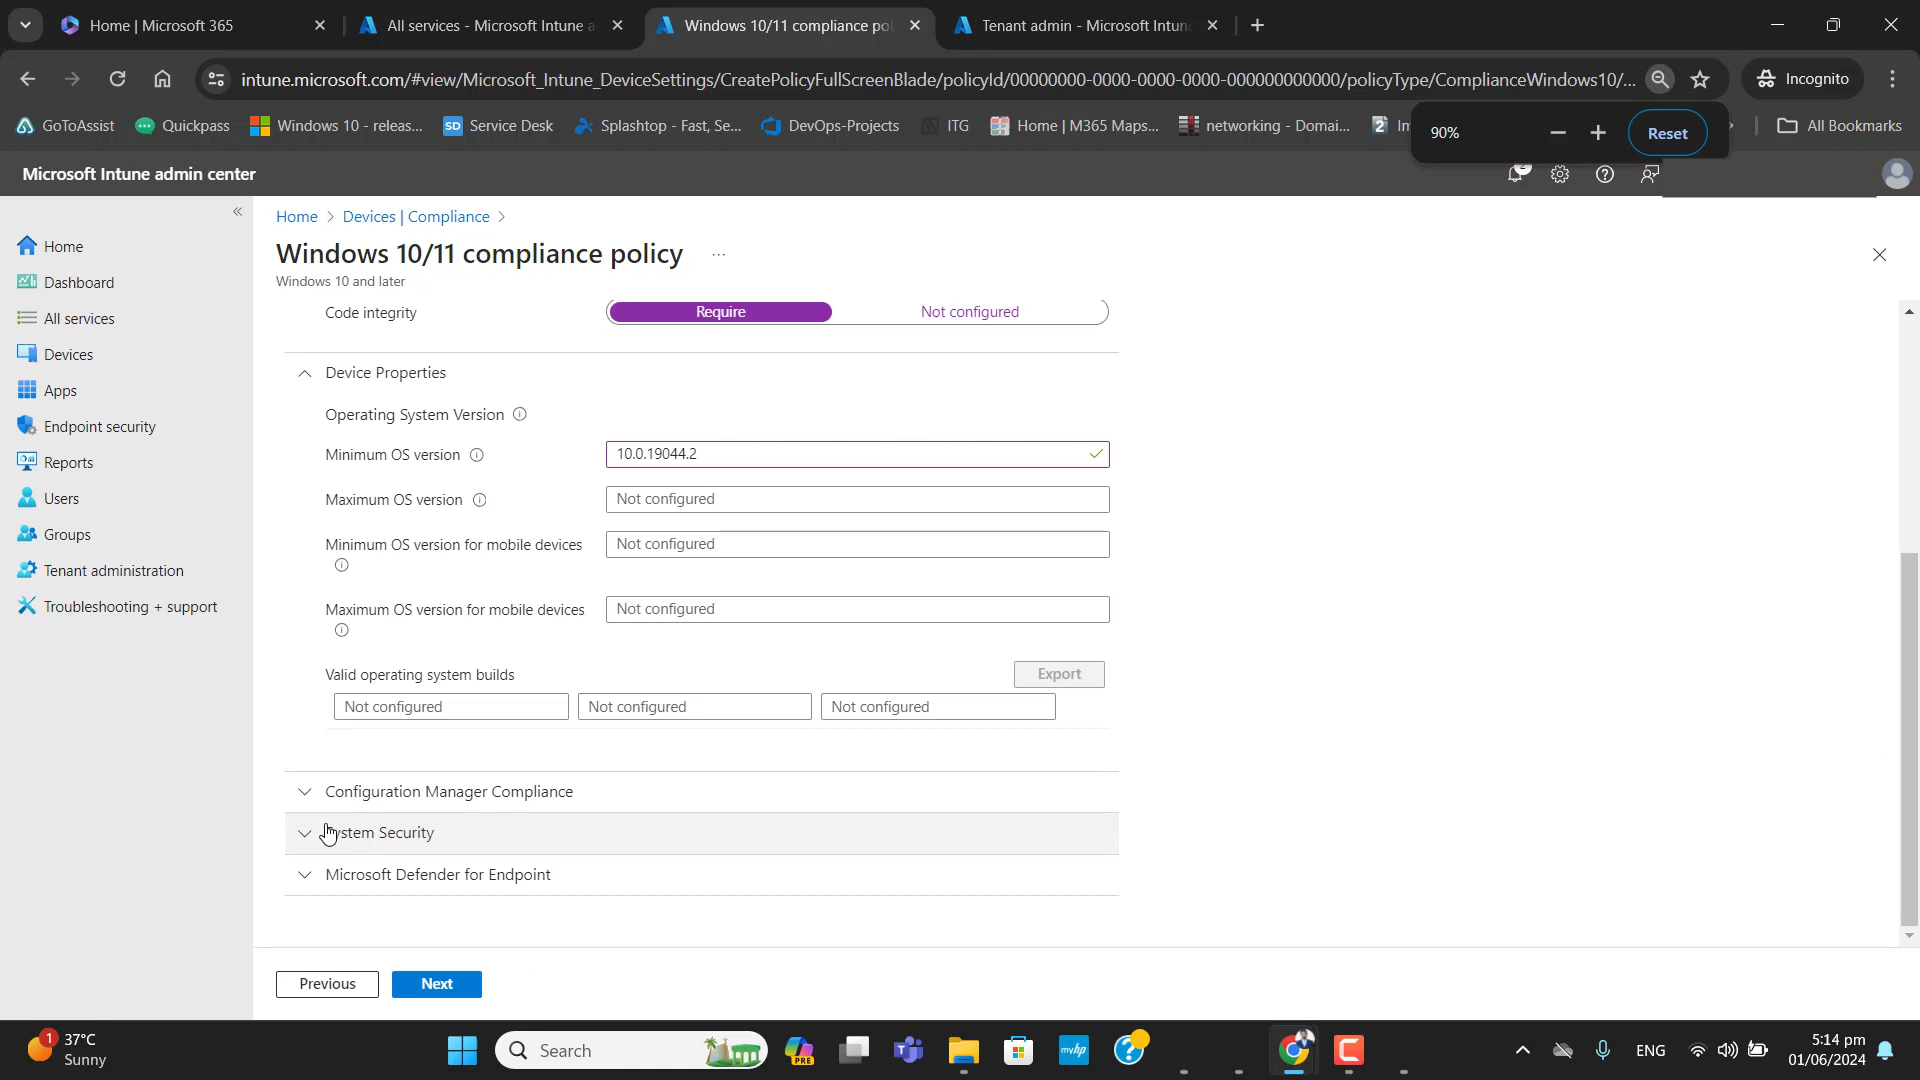 Home | Microsoft 365
All services - Microsoft Intune a
Windows 10/11 compliance pol
Tenant admin - Microsoft Intun
intune.microsoft.com/#view/Microsoft_Intune_DeviceSettings/CreatePolicyFullScreenBlade/policyId/00000000-0000-0000-0000-000000000000/policyType/ComplianceWindows10/...
Incognito
GoToAssist
Quickpass
Windows 10 - releas...
SD
Service Desk
Splashtop - Fast, Se...
DevOps-Projects
ITG
Home | M365 Maps...
networking - Domai...
2
All Bookmarks
90%
Reset
Microsoft Intune admin center
Home
Dashboard
All services
Devices
Apps
Endpoint security
Reports
Users
Groups
Tenant administration
Troubleshooting + support
Home > Devices | Compliance >
Windows 10/11 compliance policy
...
Windows 10 and later
Code integrity
Require
Not configured
Device Properties
Operating System Version
Minimum OS version
10.0.19044.2
Maximum OS version
Not configured
Minimum OS version for mobile devices
Not configured
Maximum OS version for mobile devices
Not configured
Valid operating system builds
Export
Not configured
Not configured
Not configured
Configuration Manager Compliance
System Security
Microsoft Defender for Endpoint
Previous
Next
1
37°C
Sunny
Search
PRE
myhp
ENG
5:14 pm
01/06/2024